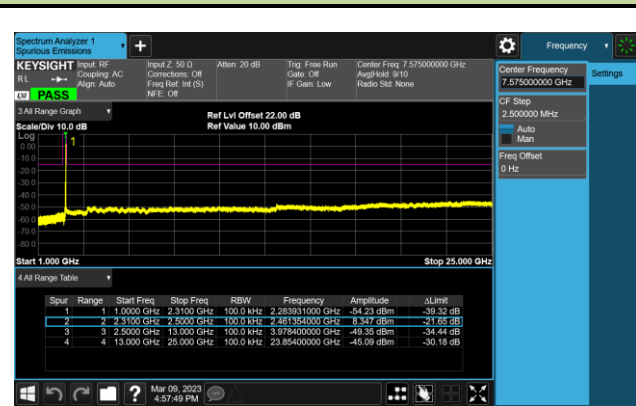 Spectrum Analyzer 1
Spurious Emissions
+
Frequency
KEYSIGHT Input: RF Input Z: 50 Ω Atten: 20 dB Trig: Free Run Center Freq: 7.575000000 GHz
R L Coupling: AC Corrections: Off Gate: Off Avg|Hold: 9/10
Align: Auto Freq Ref: Int (S) IF Gain: Low Radio Std: None
NFE: Off
LXI PASS
Center Frequency
7.575000000 GHz
Settings
CF Step
2.500000 MHz
Auto
Man
Freq Offset
0 Hz
3 All Range Graph
Ref Lvl Offset 22.00 dB
Scale/Div 10.0 dB Ref Value 10.00 dBm
Log
1
0.00
-10.0
-20.0
-30.0
-40.0
-50.0
-60.0
-70.0
-80.0
Start 1.000 GHz Stop 25.000 GHz
4 All Range Table
Spur Range Start Freq Stop Freq RBW Frequency Amplitude ΔLimit
1 1 1.0000 GHz 2.3100 GHz 100.0 kHz 2.283931000 GHz -54.23 dBm -39.32 dB
2 2 2.3100 GHz 2.5000 GHz 100.0 kHz 2.461354000 GHz 8.347 dBm -21.65 dB
3 3 2.5000 GHz 13.000 GHz 100.0 kHz 3.978400000 GHz -49.35 dBm -34.44 dB
4 4 13.000 GHz 25.000 GHz 100.0 kHz 23.85400000 GHz -45.09 dBm -30.18 dB
?
Mar 09, 2023
4:57:49 PM